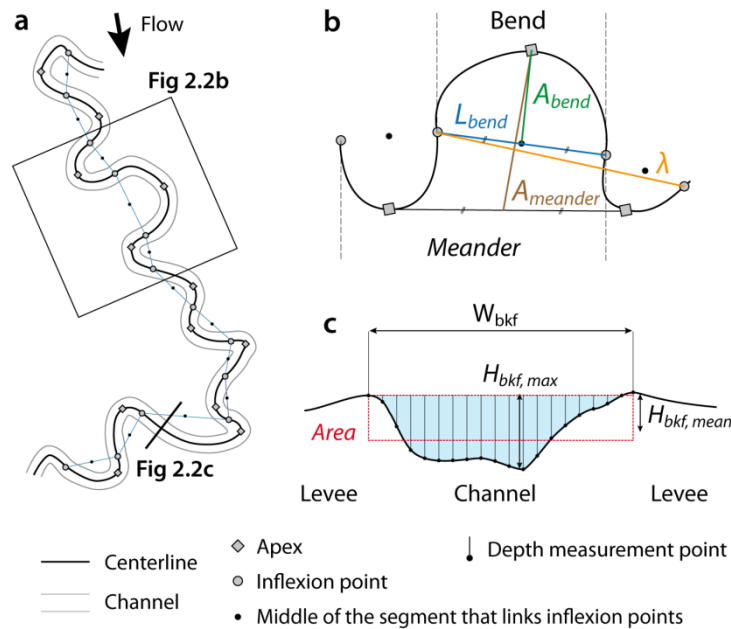 a
Flow
Fig 2.2b
Fig 2.2c
b
Bend
A_bend
L_bend
λ
A_meander
Meander
c
W_bkf
H_bkf, max
H_bkf, mean
Area
Levee Channel Levee
Centerline
Channel
Apex
Inflexion point
Middle of the segment that links inflexion points
Depth measurement point